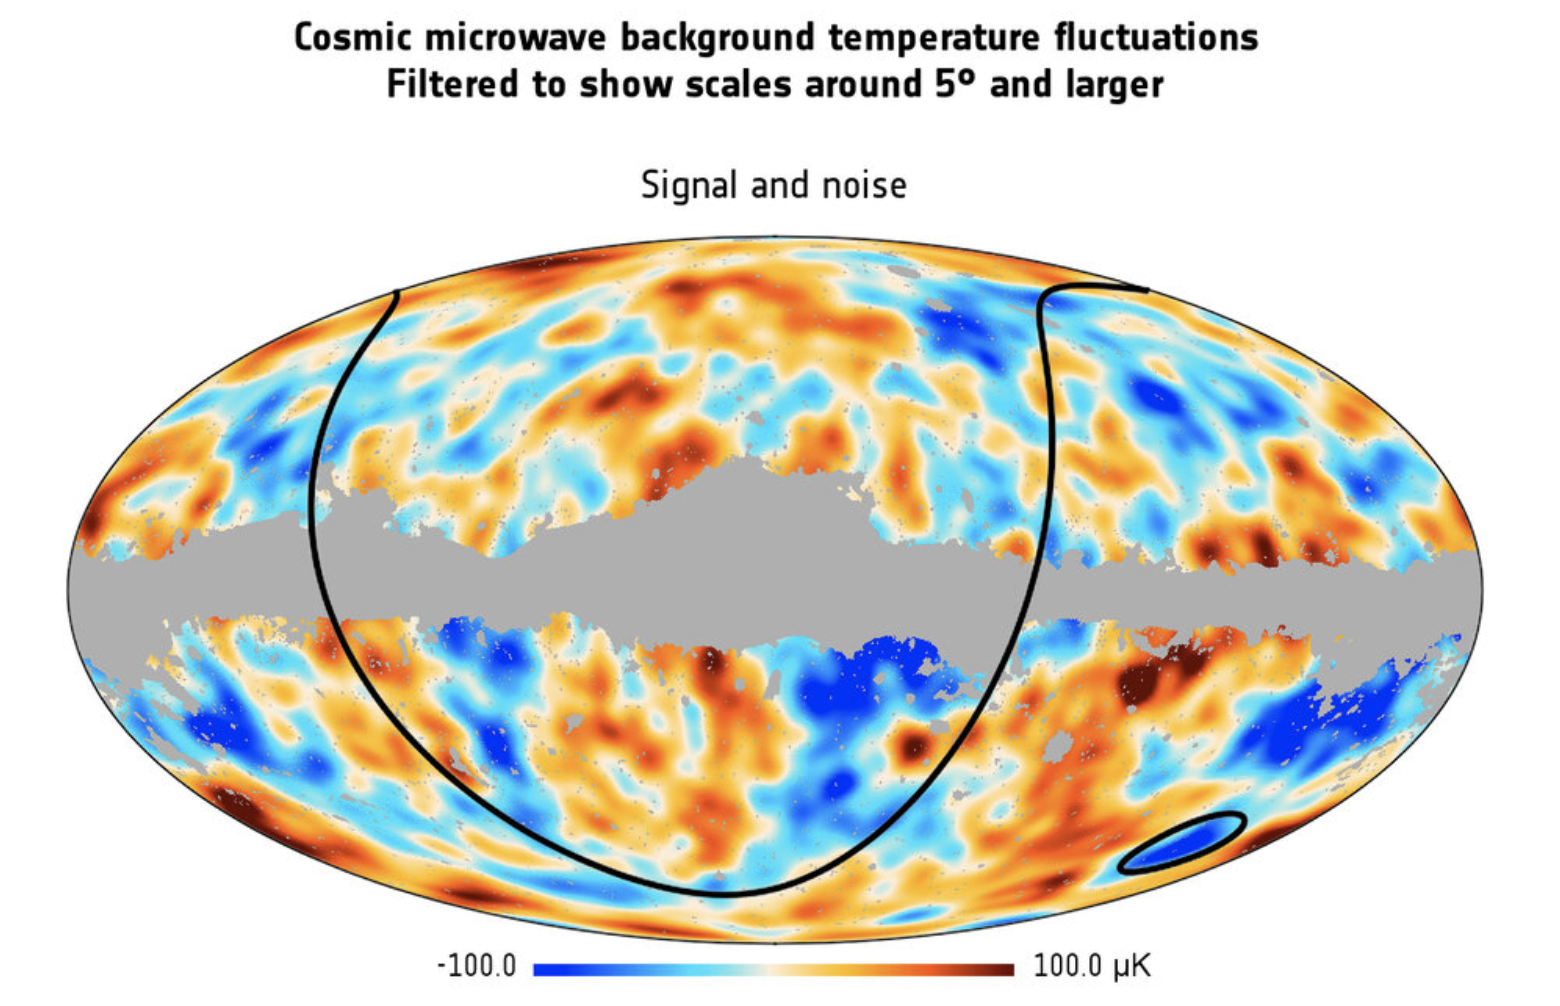 Cosmic microwave background temperature fluctuations
Filtered to show scales around 5º and larger
Signal and noise
-100.0 100.0 µK